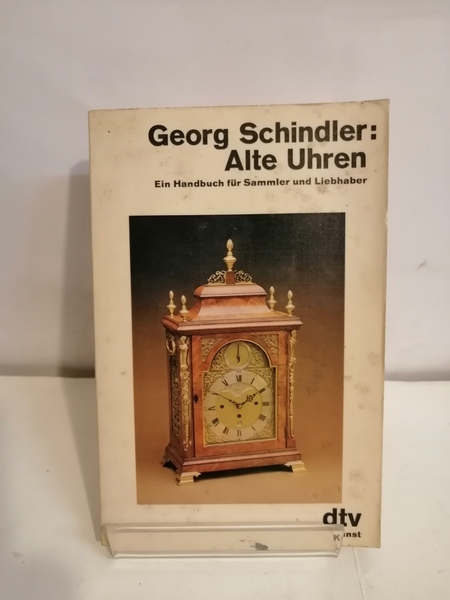 Georg Schindler:
Alte Uhren
Ein Handbuch für Sammler und Liebhaber
dtv
Kunst